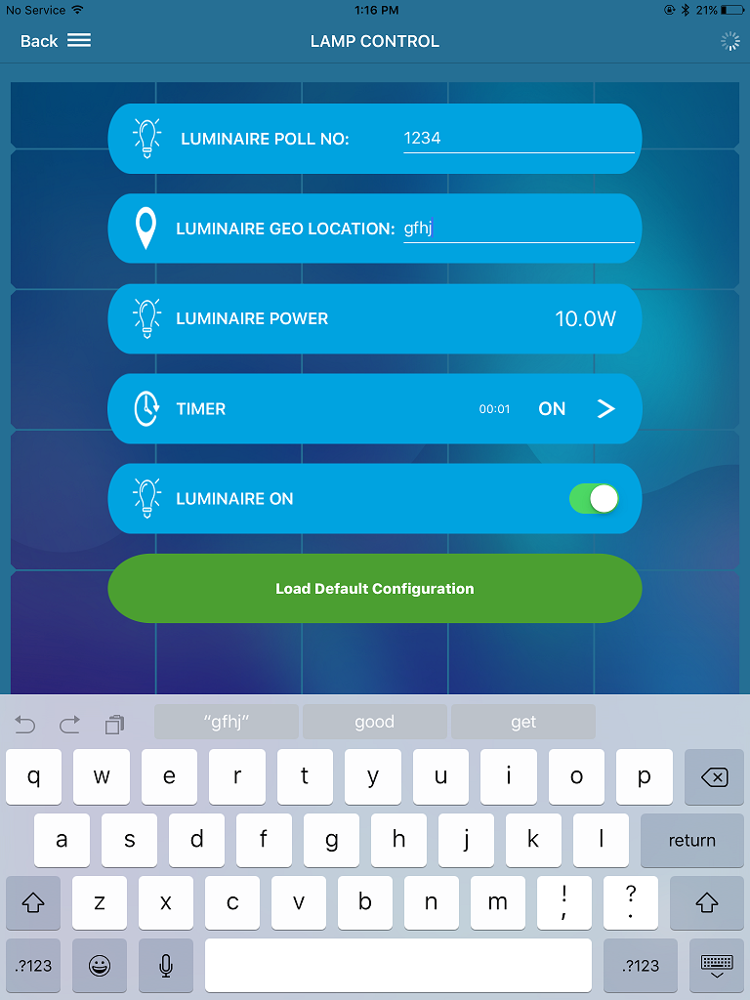 No Service 1:16 PM 21%
Back LAMP CONTROL
LUMINAIRE POLL NO: 1234
LUMINAIRE GEO LOCATION: gfhj
LUMINAIRE POWER 10.0W
TIMER 00:01 ON
LUMINAIRE ON
Load Default Configuration
“gfhj” good get
q w e r t y u i o p
a s d f g h j k l return
z x c v b n m ! , ? .
.?123 .?123